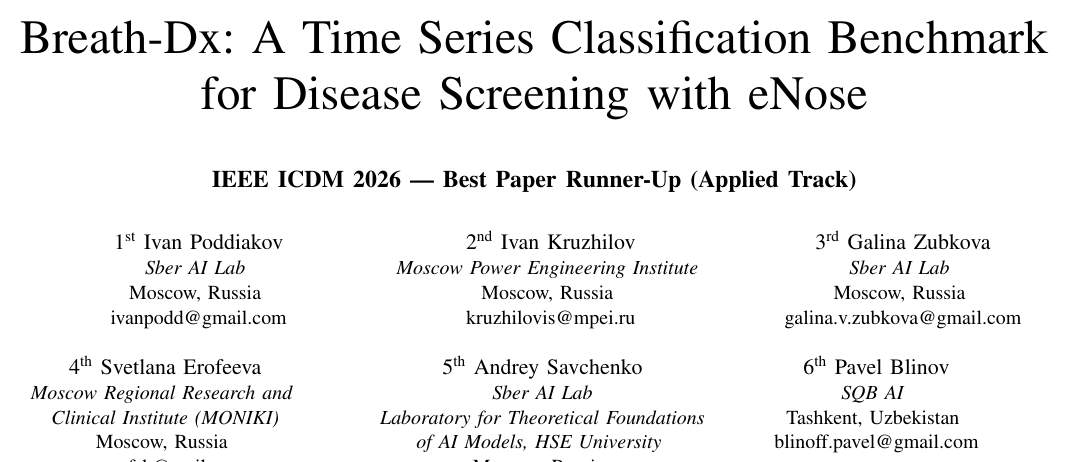 Breath-Dx: A Time Series Classification Benchmark
for Disease Screening with eNose
IEEE ICDM 2026 — Best Paper Runner-Up (Applied Track)
1st Ivan Poddiakov
Sber AI Lab
Moscow, Russia
ivanpodd@gmail.com
2nd Ivan Kruzhilov
Moscow Power Engineering Institute
Moscow, Russia
kruzhilovis@mpei.ru
3rd Galina Zubkova
Sber AI Lab
Moscow, Russia
galina.v.zubkova@gmail.com
4th Svetlana Erofeeva
Moscow Regional Research and
Clinical Institute (MONIKI)
Moscow, Russia
5th Andrey Savchenko
Sber AI Lab
Laboratory for Theoretical Foundations
of AI Models, HSE University
6th Pavel Blinov
SQB AI
Tashkent, Uzbekistan
blinoff.pavel@gmail.com